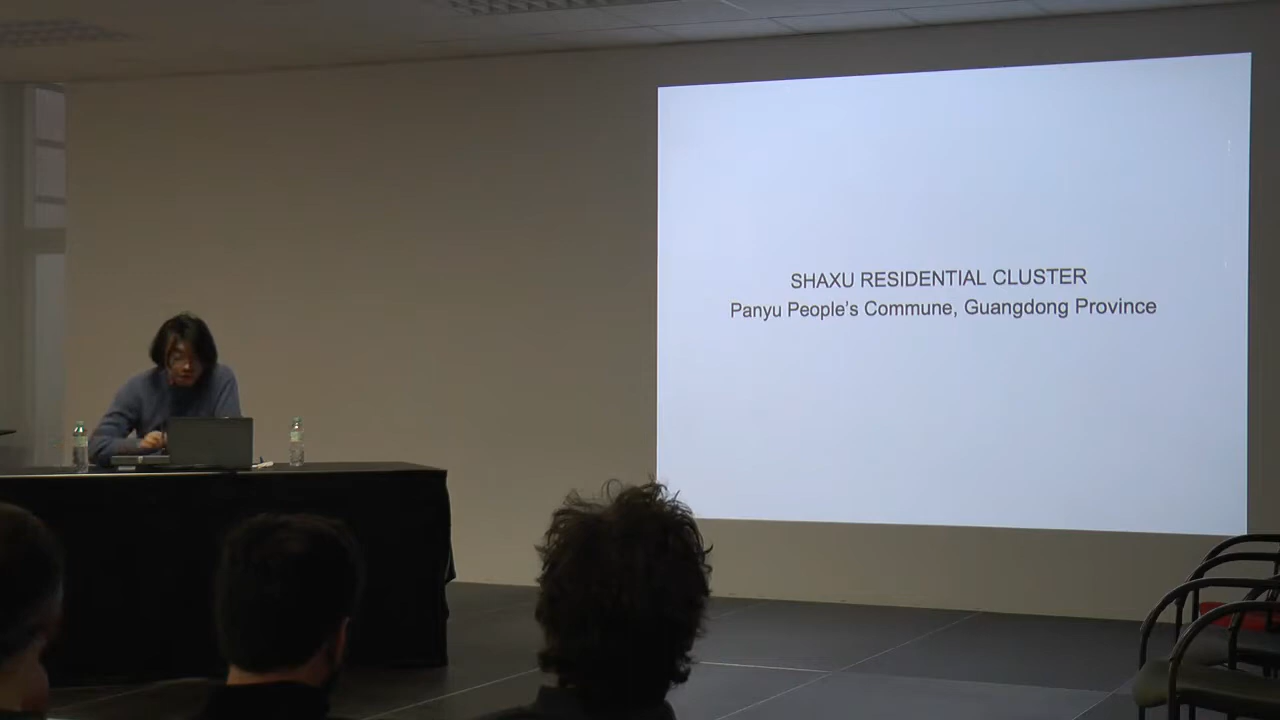 SHAXU RESIDENTIAL CLUSTER
Panyu People's Commune, Guangdong Province